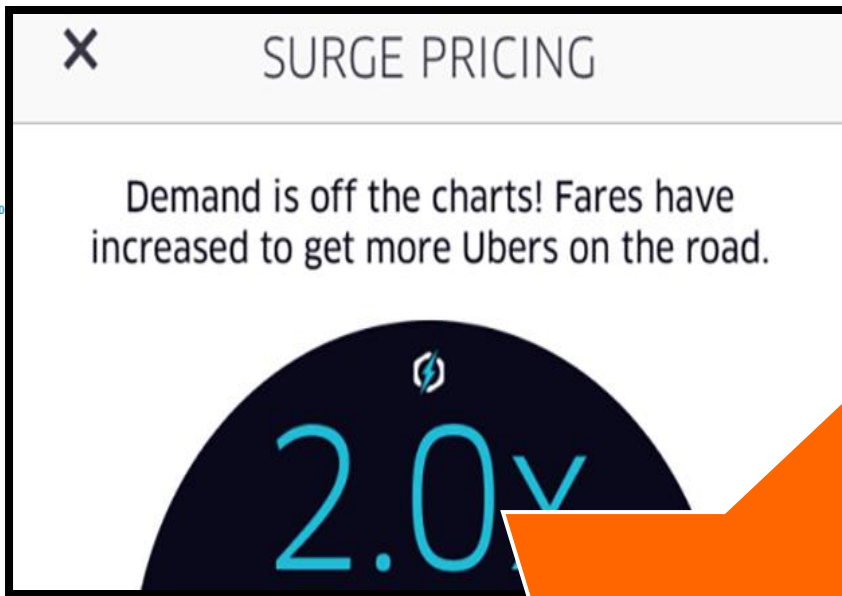 SURGE PRICING
Demand is off the charts! Fares have
increased to get more Ubers on the road.
2.0x